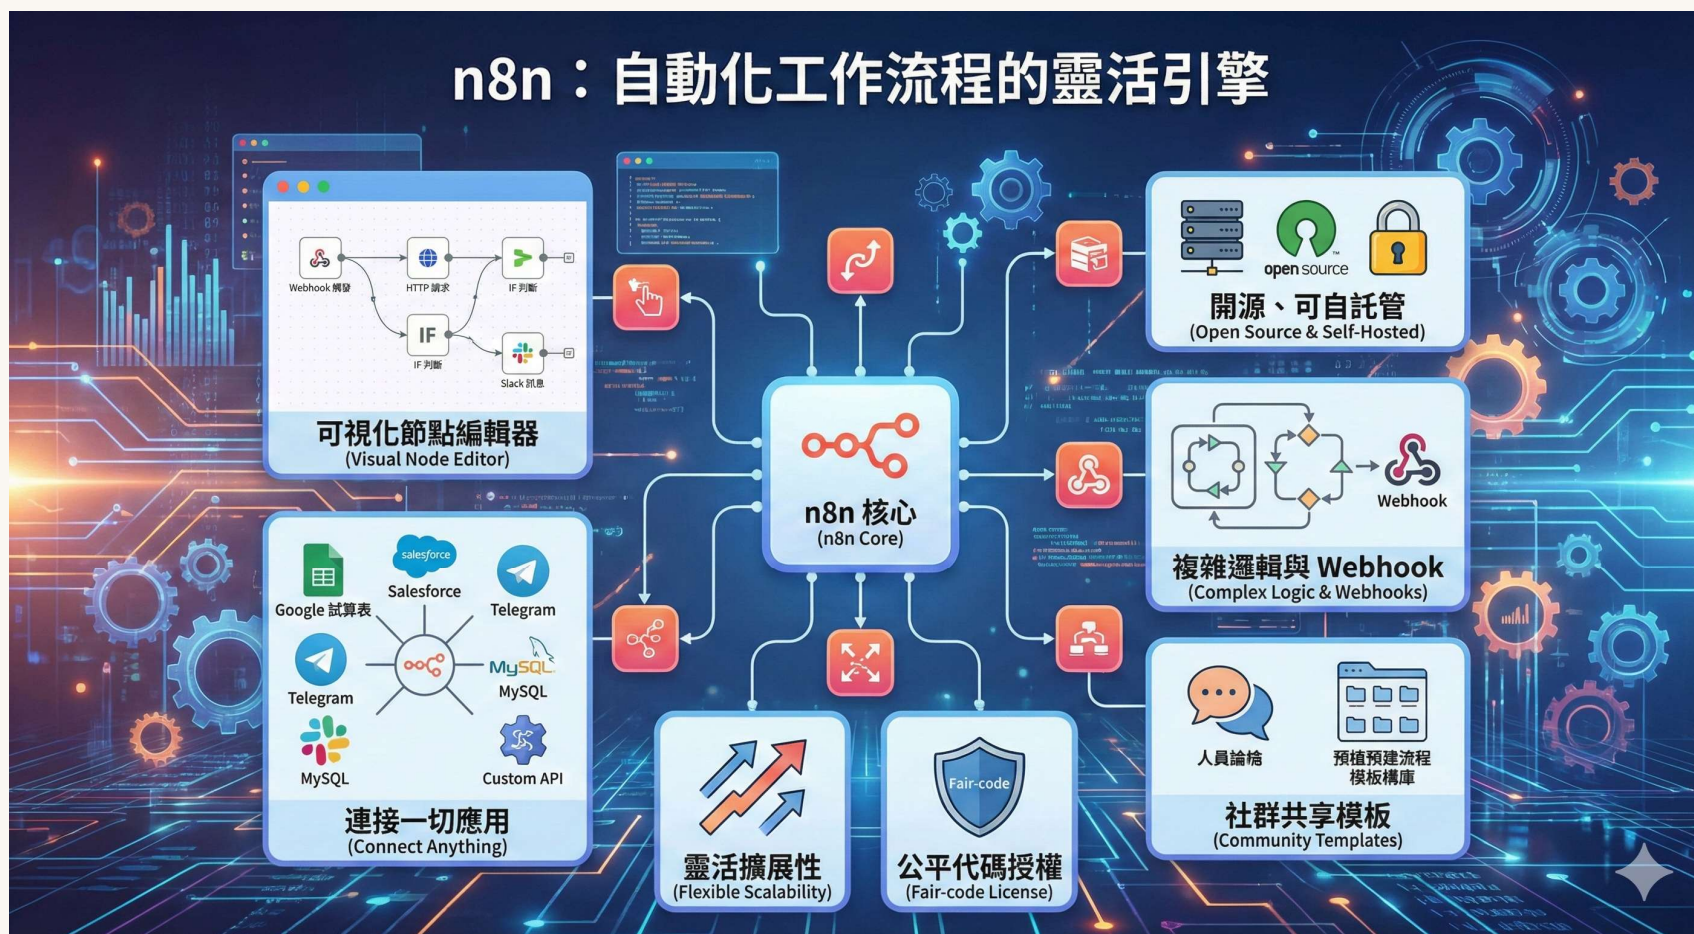 n8n：自動化工作流程的靈活引擎
Webhook 觸發
HTTP 請求
IF 判斷
IF
IF 判斷
Slack 訊息
可視化節點編輯器
(Visual Node Editor)
Google 試算表
salesforce
Salesforce
Telegram
Telegram
MySQL
MySQL
MySQL
Custom API
連接一切應用
(Connect Anything)
n8n 核心
(n8n Core)
靈活擴展性
(Flexible Scalability)
Fair-code
公平代碼授權
(Fair-code License)
open source
開源、可自託管
(Open Source & Self-Hosted)
Webhook
複雜邏輯與 Webhook
(Complex Logic & Webhooks)
人員論
預植預建流程
模板構庫
社群共享模板
(Community Templates)